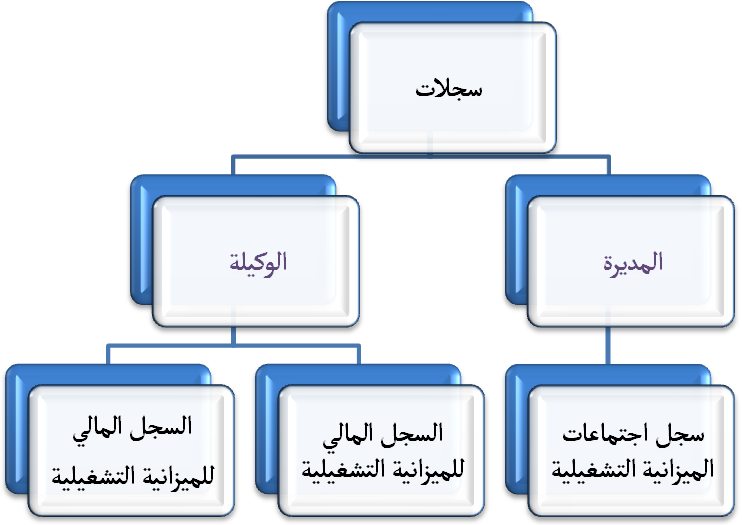 سجلات
المديرة
الوكيلة
سجل اجتماعات
الميزانية التشغيلية
السجل المالي
للميزانية التشغيلية
السجل المالي
للميزانية التشغيلية